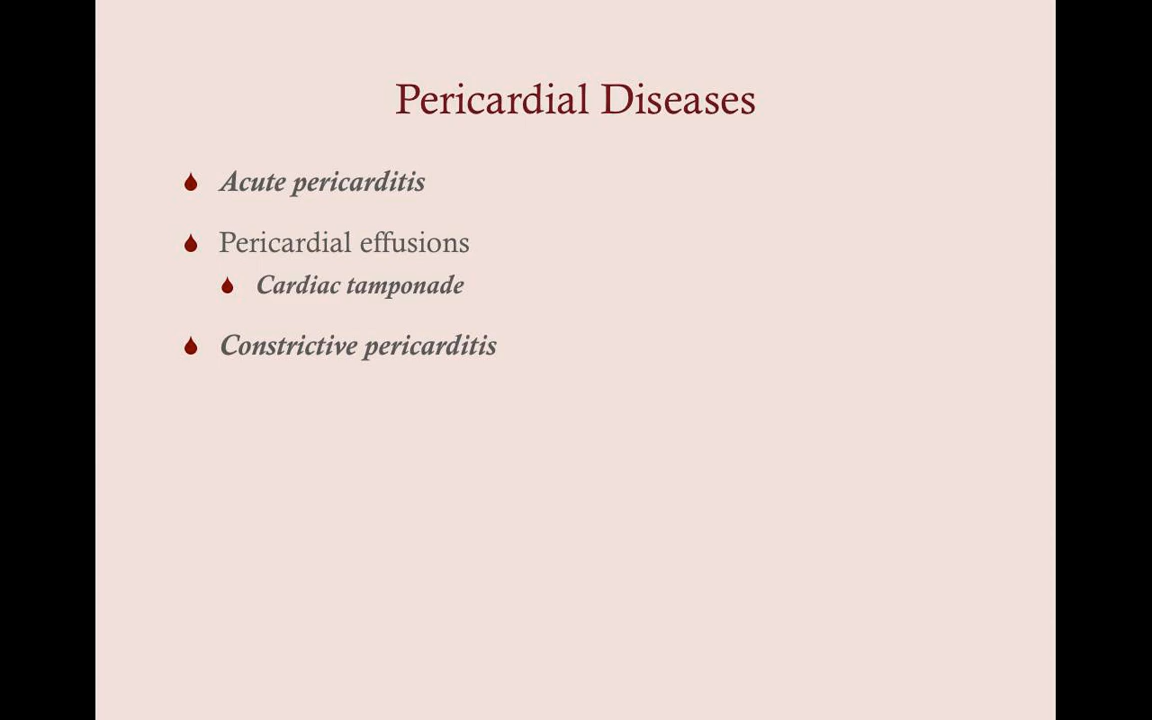 Pericardial Diseases
Acute pericarditis
Pericardial effusions
Cardiac tamponade
Constrictive pericarditis